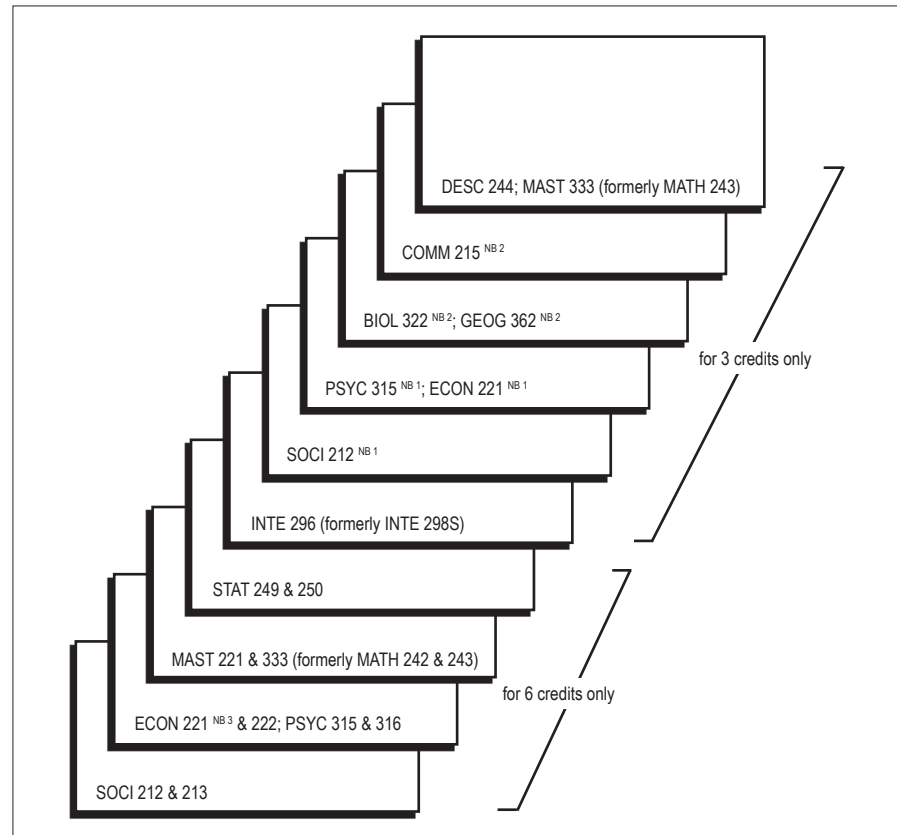 DESC 244; MAST 333 (formerly MATH 243)
COMM 215 NB 2
BIOL 322 NB 2; GEOG 362 NB 2
for 3 credits only
PSYC 315 NB 1; ECON 221 NB 1
SOCI 212 NB 1
INTE 296 (formerly INTE 298S)
STAT 249 & 250
MAST 221 & 333 (formerly MATH 242 & 243)
for 6 credits only
ECON 221 NB 3 & 222; PSYC 315 & 316
SOCI 212 & 213